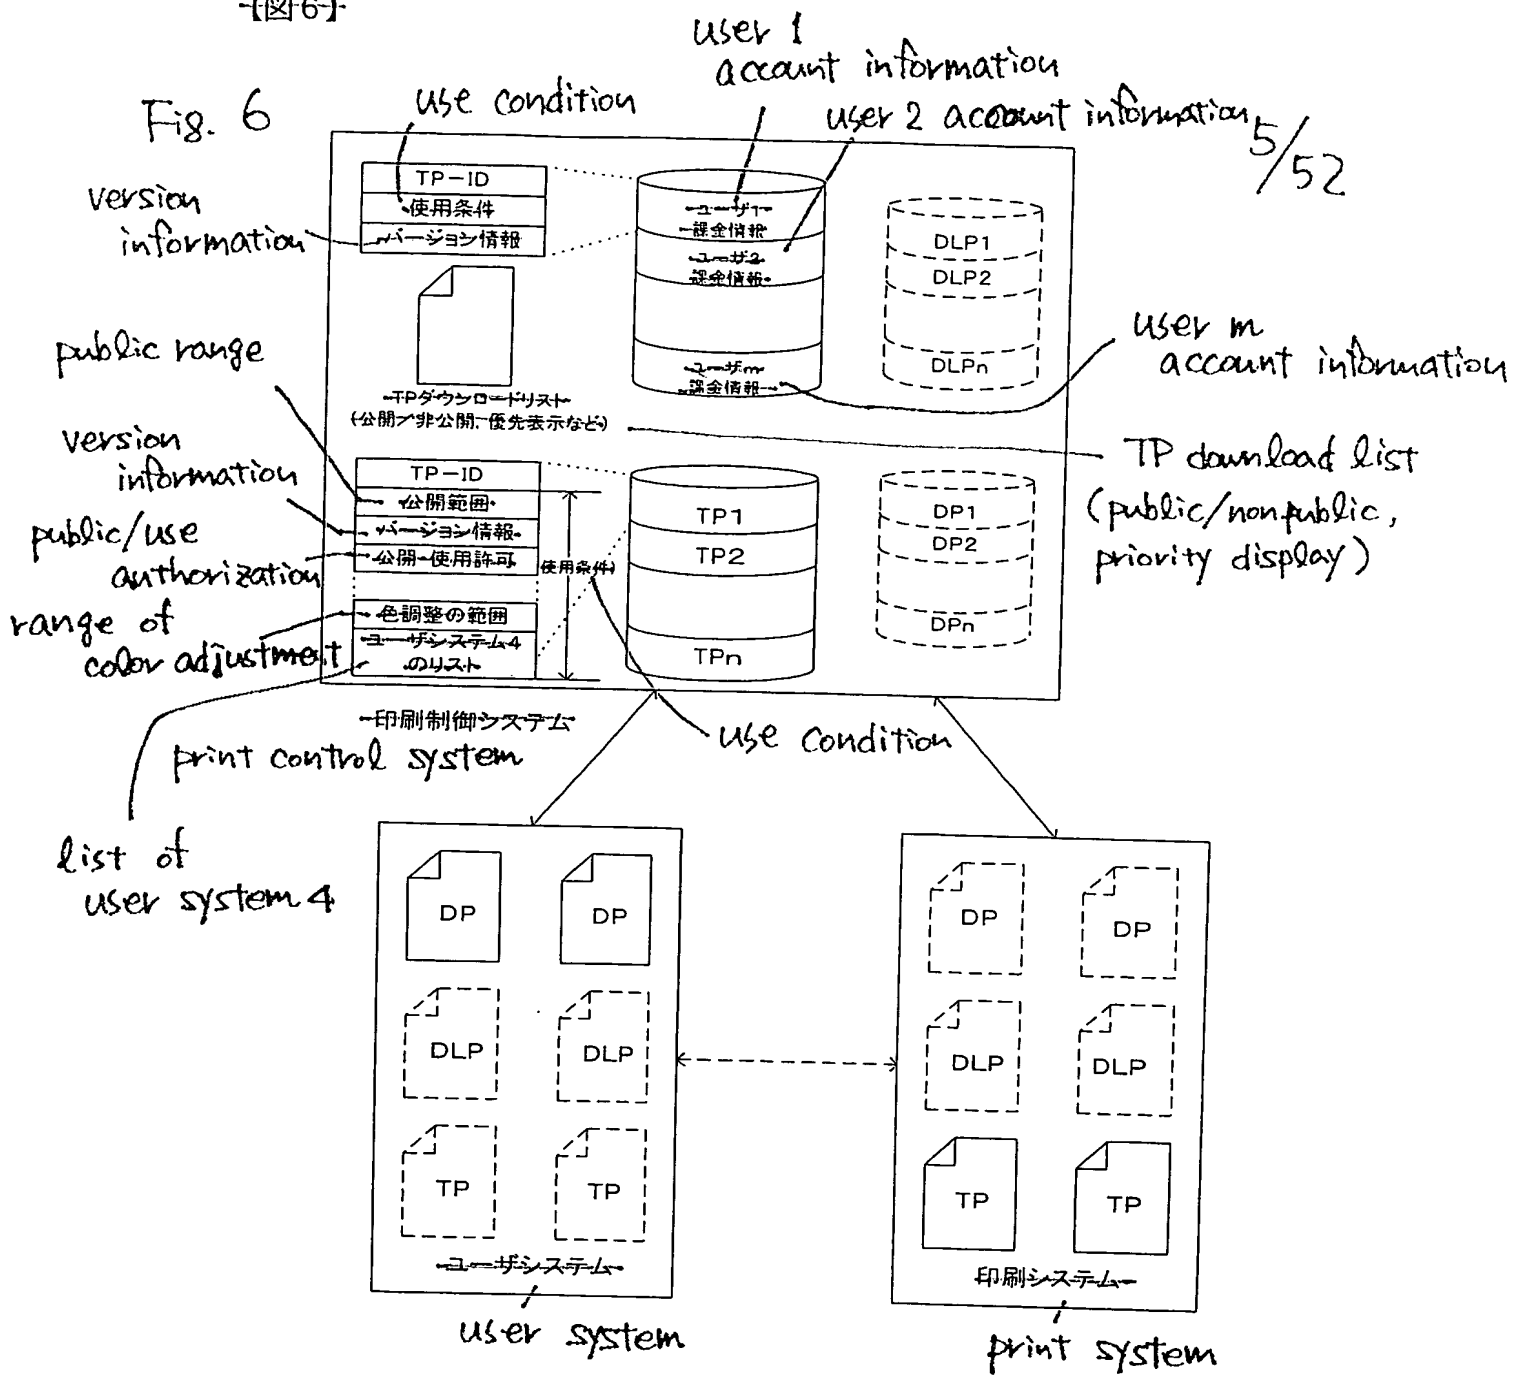 【図6】
Fig. 6
5/52
use condition
user 1
account information
user 2 account information
version
information
TP-ID
使用条件
バージョン情報
ユーザ1
課金情報
ユーザ2
課金情報
ユーザm
課金情報
DLP1
DLP2
DLPn
user m
account information
TPダウンロードリスト
(公開/非公開、優先表示など)
TP download list
(public/nonpublic,
priority display)
public range
version
information
public/use
authorization
range of
color adjustment
TP-ID
公開範囲
バージョン情報
公開・使用許可
色調整の範囲
ユーザシステム4
のリスト
使用条件
TP1
TP2
TPn
DP1
DP2
DPn
印刷制御システム
print control system
use condition
list of
user system 4
DP DP
DLP DLP
TP TP
ユーザシステム
user system
DP DP
DLP DLP
TP TP
印刷システム
print system